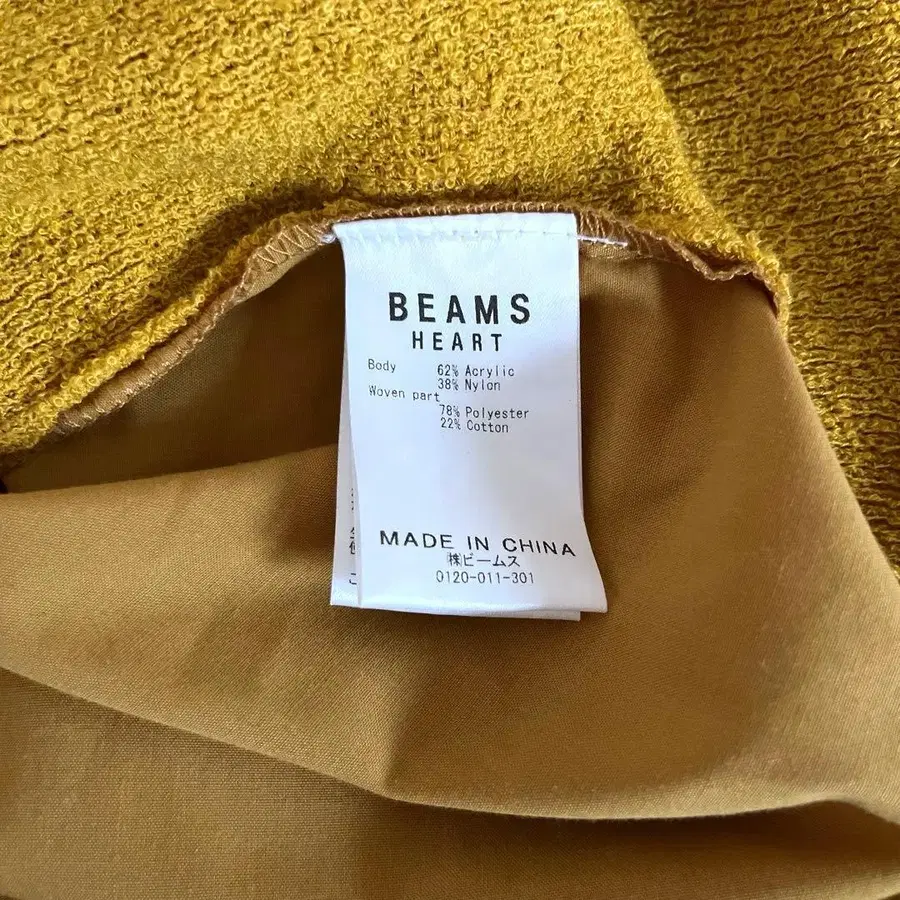 BEAMS
HEART
Body 62% Acrylic
38% Nylon
Woven part
78% Polyester
22% Cotton
MADE IN CHINA
㈱ビームス
0120-011-301